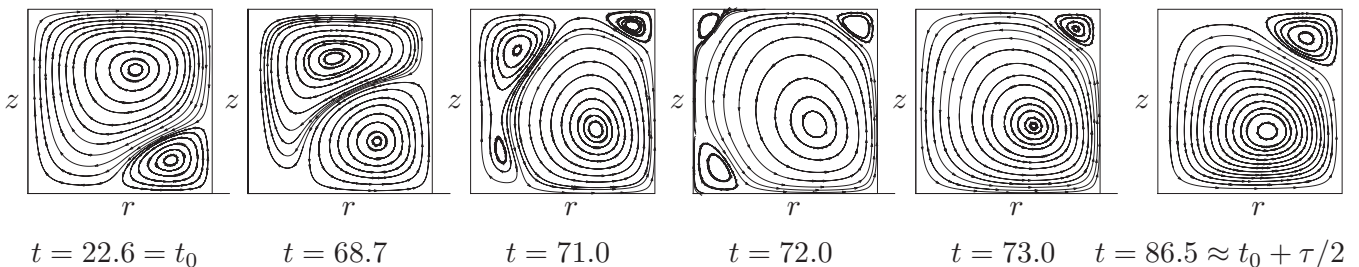 z z z z z z
r r r r r r
t = 22.6 = t₀ t = 68.7 t = 71.0 t = 72.0 t = 73.0 t = 86.5 ≈ t₀ + τ/2